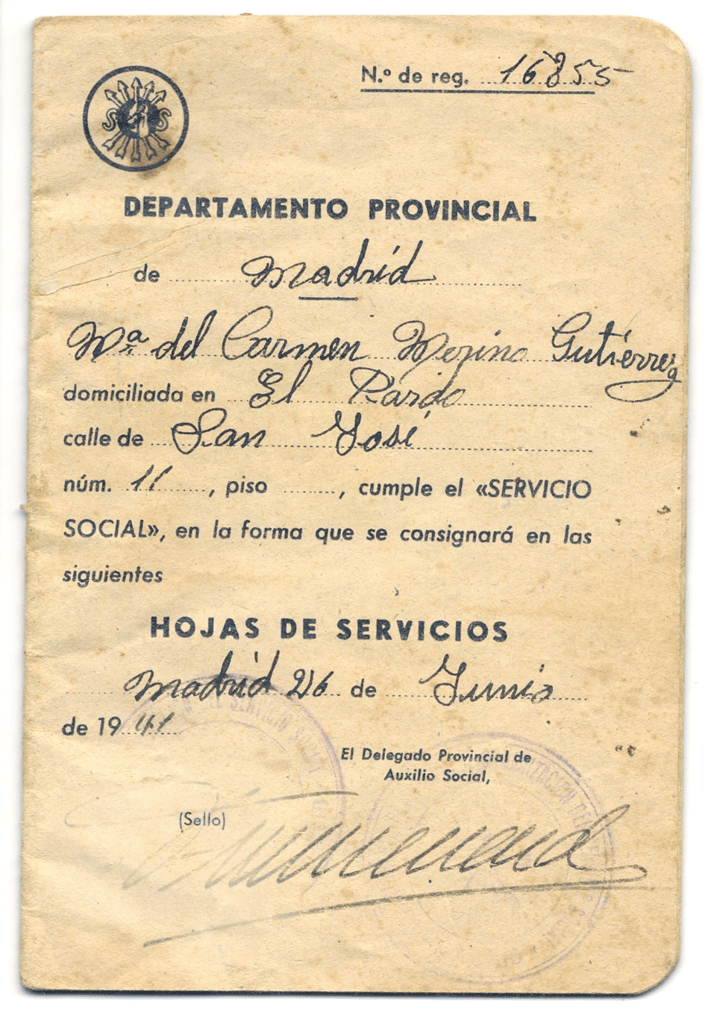 N.º de reg. 16355
S S
DEPARTAMENTO PROVINCIAL
de Madrid
Mª del Carmen Merino Gutiérrez
domiciliada en El Pardo
calle de San José
núm. 11, piso ........, cumple el «SERVICIO
SOCIAL», en la forma que se consignará en las
siguientes
HOJAS DE SERVICIOS
Madrid 26 de Junio
de 1941
El Delegado Provincial de
Auxilio Social,
(Sello)